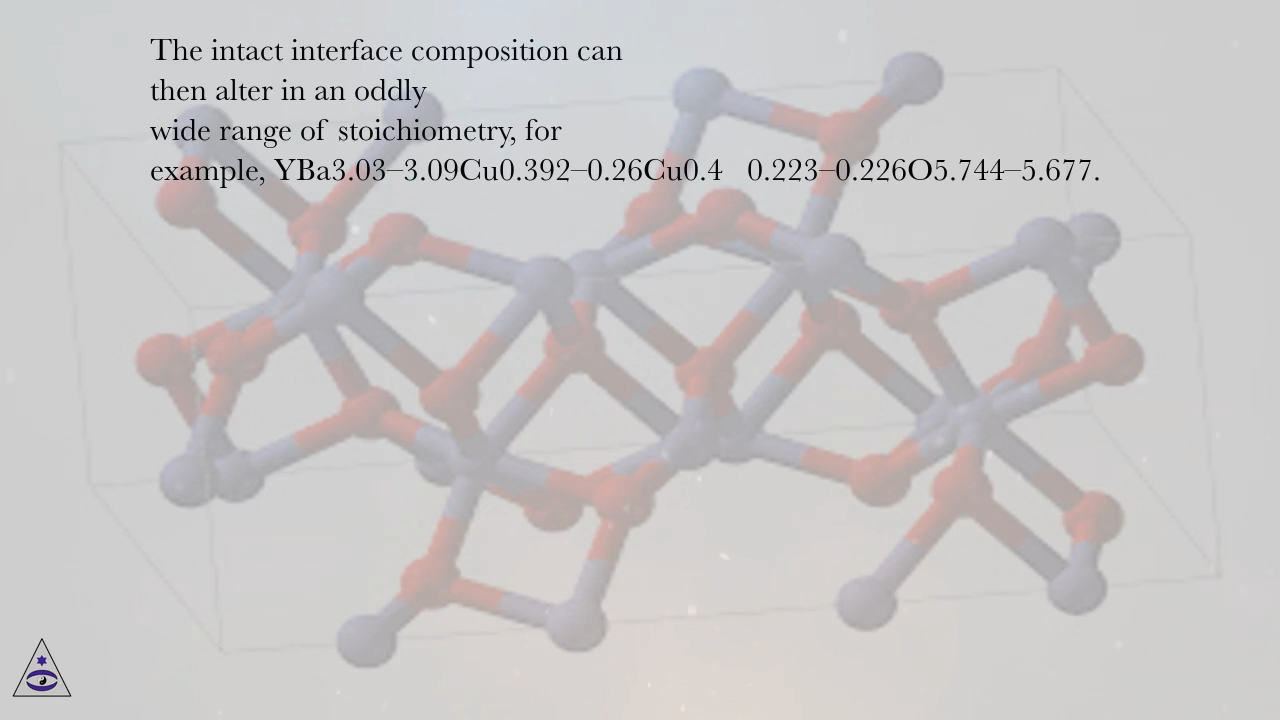 The intact interface composition can
then alter in an oddly
wide range of stoichiometry, for
example, YBa3.03–3.09Cu0.392–0.26Cu0.4 0.223–0.226O5.744–5.677.